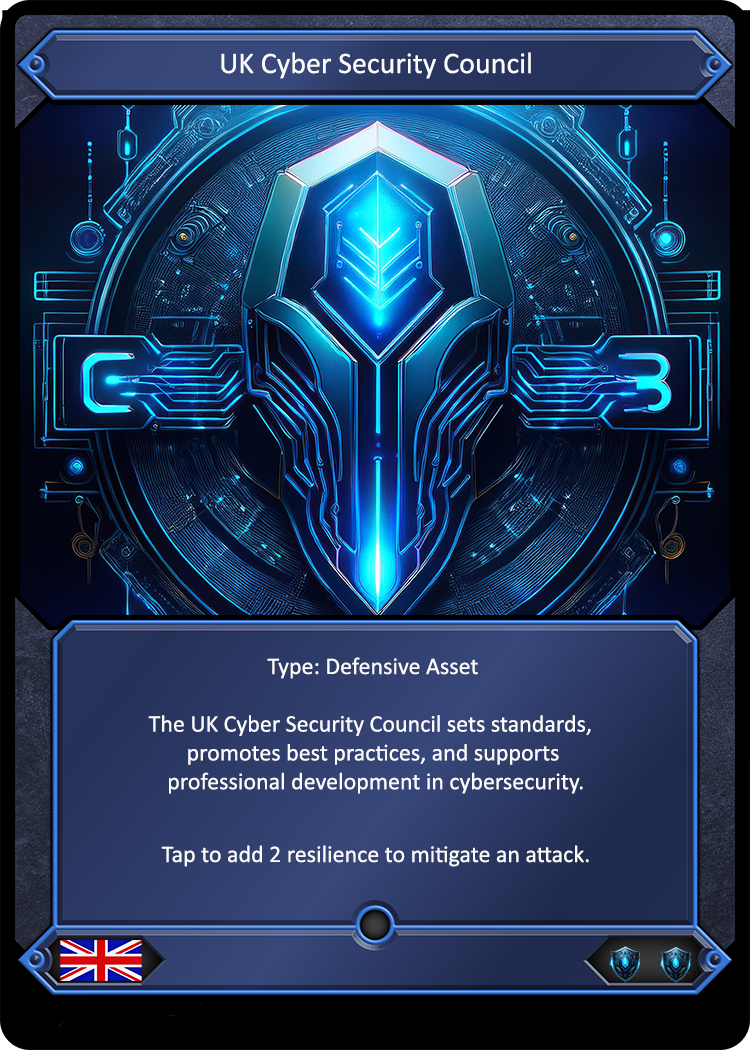 UK Cyber Security Council
C 3
Type: Defensive Asset
The UK Cyber Security Council sets standards,
promotes best practices, and supports
professional development in cybersecurity.
Tap to add 2 resilience to mitigate an attack.